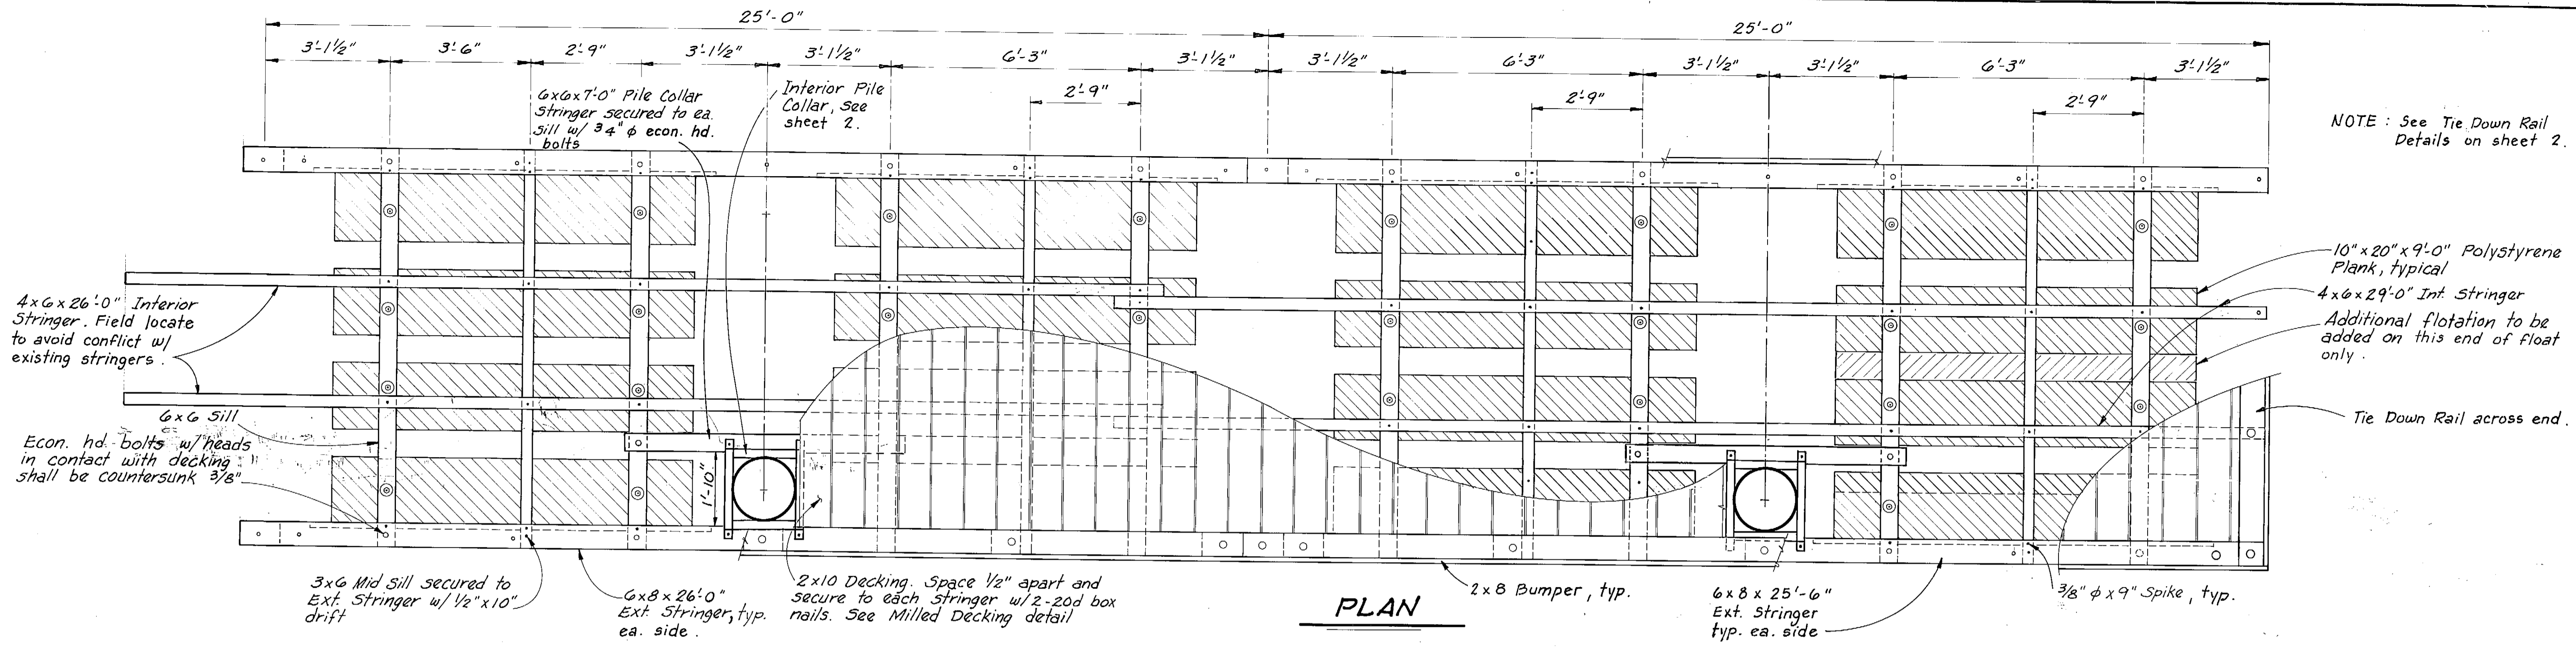 25'-0"
25'-0"
3'-1½"
3'-6"
2'-9"
3'-1½"
3'-1½"
6'-3"
3'-1½"
3'-1½"
6'-3"
3'-1½"
3'-1½"
6'-3"
3'-1½"
2'-9"
2'-9"
2'-9"
6x6x7'-0" Pile Collar
Stringer secured to ea.
Sill w/ 3 4" ϕ econ. hd.
bolts
Interior Pile
Collar, see
sheet 2.
NOTE : See Tie Down Rail
Details on sheet 2.
4x6x26'-0" Interior
Stringer. Field locate
to avoid conflict w/
existing stringers.
6x6 Sill
Econ. hd. bolts w/heads
in contact with decking
shall be countersunk 3/8"
10"x20"x9'-0" Polystyrene
Plank, typical
4x6x29'-0" Int. Stringer
Additional flotation to be
added on this end of float
only.
Tie Down Rail across end.
1'-10"
3x6 Mid Sill secured to
Ext. Stringer w/ ½"x10"
drift
6x8x26'-0"
Ext. Stringer, typ.
ea. side.
2x10 Decking. Space ½" apart and
secure to each Stringer w/2-20d box
nails. See Milled Decking detail
PLAN
2x8 Bumper, typ.
6x8x25'-6"
Ext. Stringer
typ. ea. side
3/8" ϕ x 9" Spike, typ.